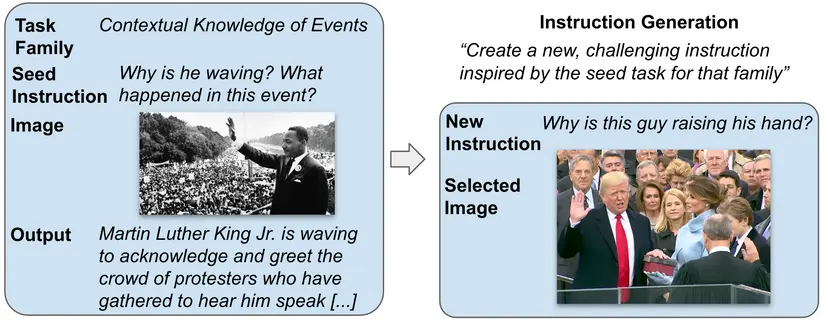 Task Family
Contextual Knowledge of Events
Seed Instruction
Why is he waving? What
happened in this event?
Image
Output
Martin Luther King Jr. is waving
to acknowledge and greet the
crowd of protesters who have
gathered to hear him speak [...]
Instruction Generation
“Create a new, challenging instruction
inspired by the seed task for that family”
New
Instruction
Why is this guy raising his hand?
Selected
Image